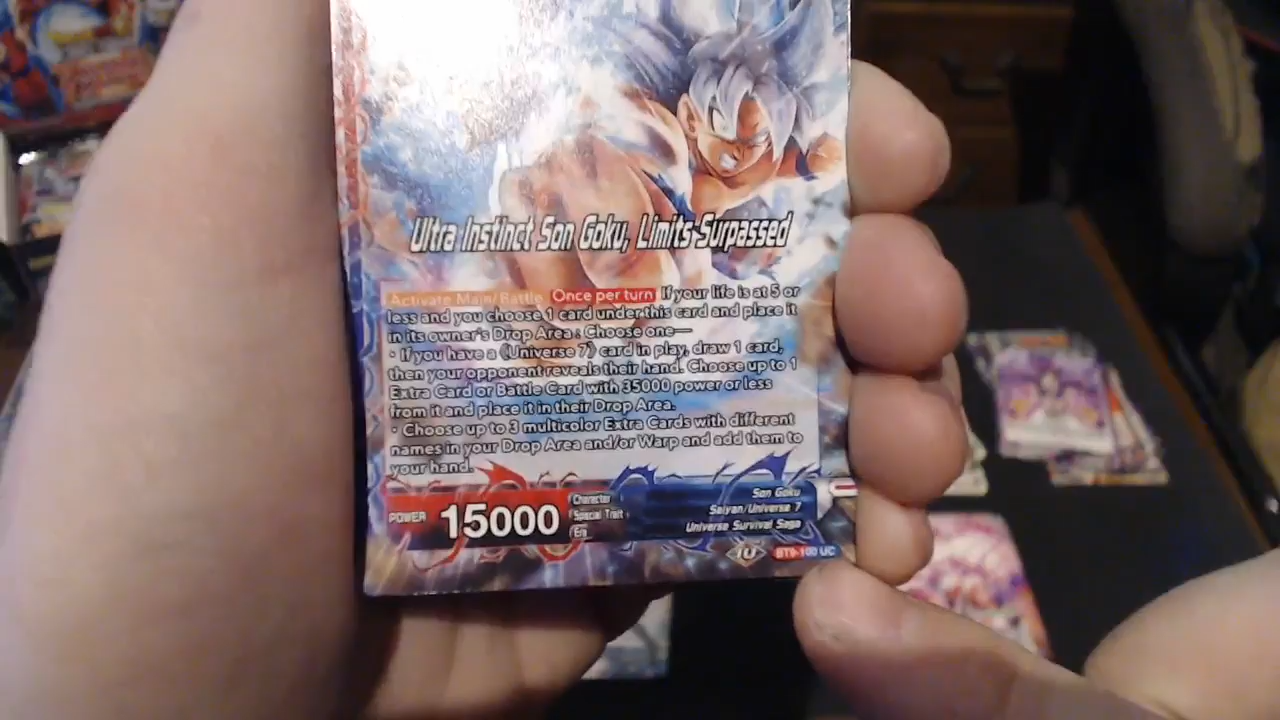 Ultra Instinct Son Goku, Limits Surpassed
Activate Main/Battle Once per turn If your life is at 5 or
less and you choose 1 card under this card and place it
in its owner's Drop Area : Choose one—
• If you have a 《Universe 7》 card in play, draw 1 card,
then your opponent reveals their hand. Choose up to 1
Extra Card or Battle Card with 35000 power or less
from it and place it in their Drop Area.
• Choose up to 3 multicolor Extra Cards with different
names in your Drop Area and/or Warp and add them to
your hand.
POWER 15000
Character Son Goku
Special Trait Saiyan/Universe 7
Era Universe Survival Saga
BT9-100 UC